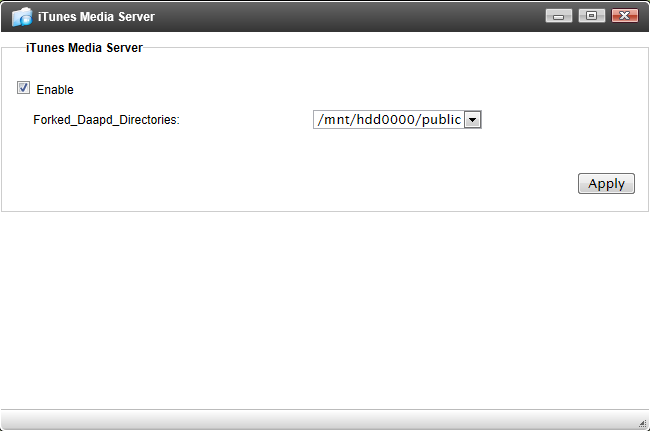 iTunes Media Server
iTunes Media Server
Enable
Forked_Daapd_Directories: /mnt/hdd0000/public
Apply